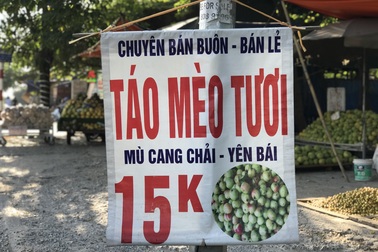 CHUYÊN BÁN BUÔN - BÁN LẺ
TÁO MÈO TƯƠI
MÙ CANG CHẢI - YÊN BÁI
15K